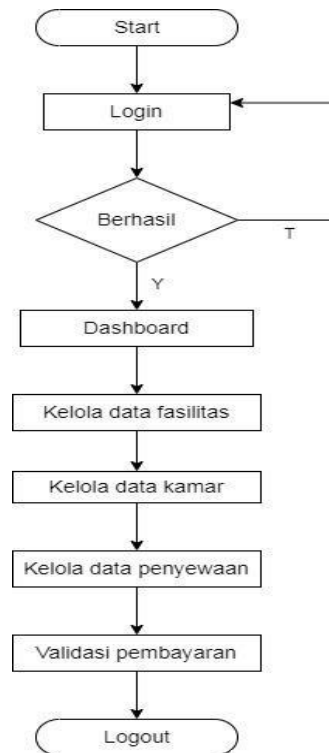 Start
Login
Berhasil
T
Y
Dashboard
Kelola data fasilitas
Kelola data kamar
Kelola data penyewaan
Validasi pembayaran
Logout